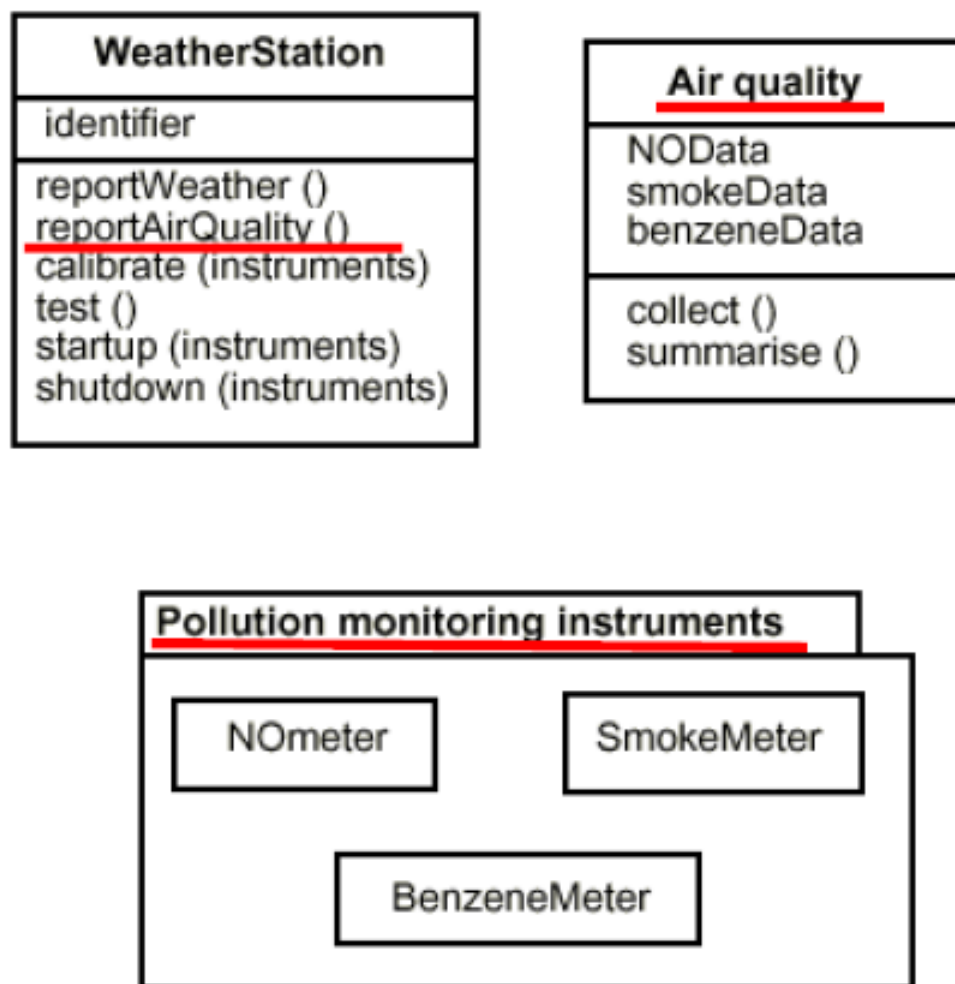 WeatherStation
identifier
reportWeather ()
reportAirQuality ()
calibrate (instruments)
test ()
startup (instruments)
shutdown (instruments)
Air quality
NOData
smokeData
benzeneData
collect ()
summarise ()
Pollution monitoring instruments
NOmeter
SmokeMeter
BenzeneMeter